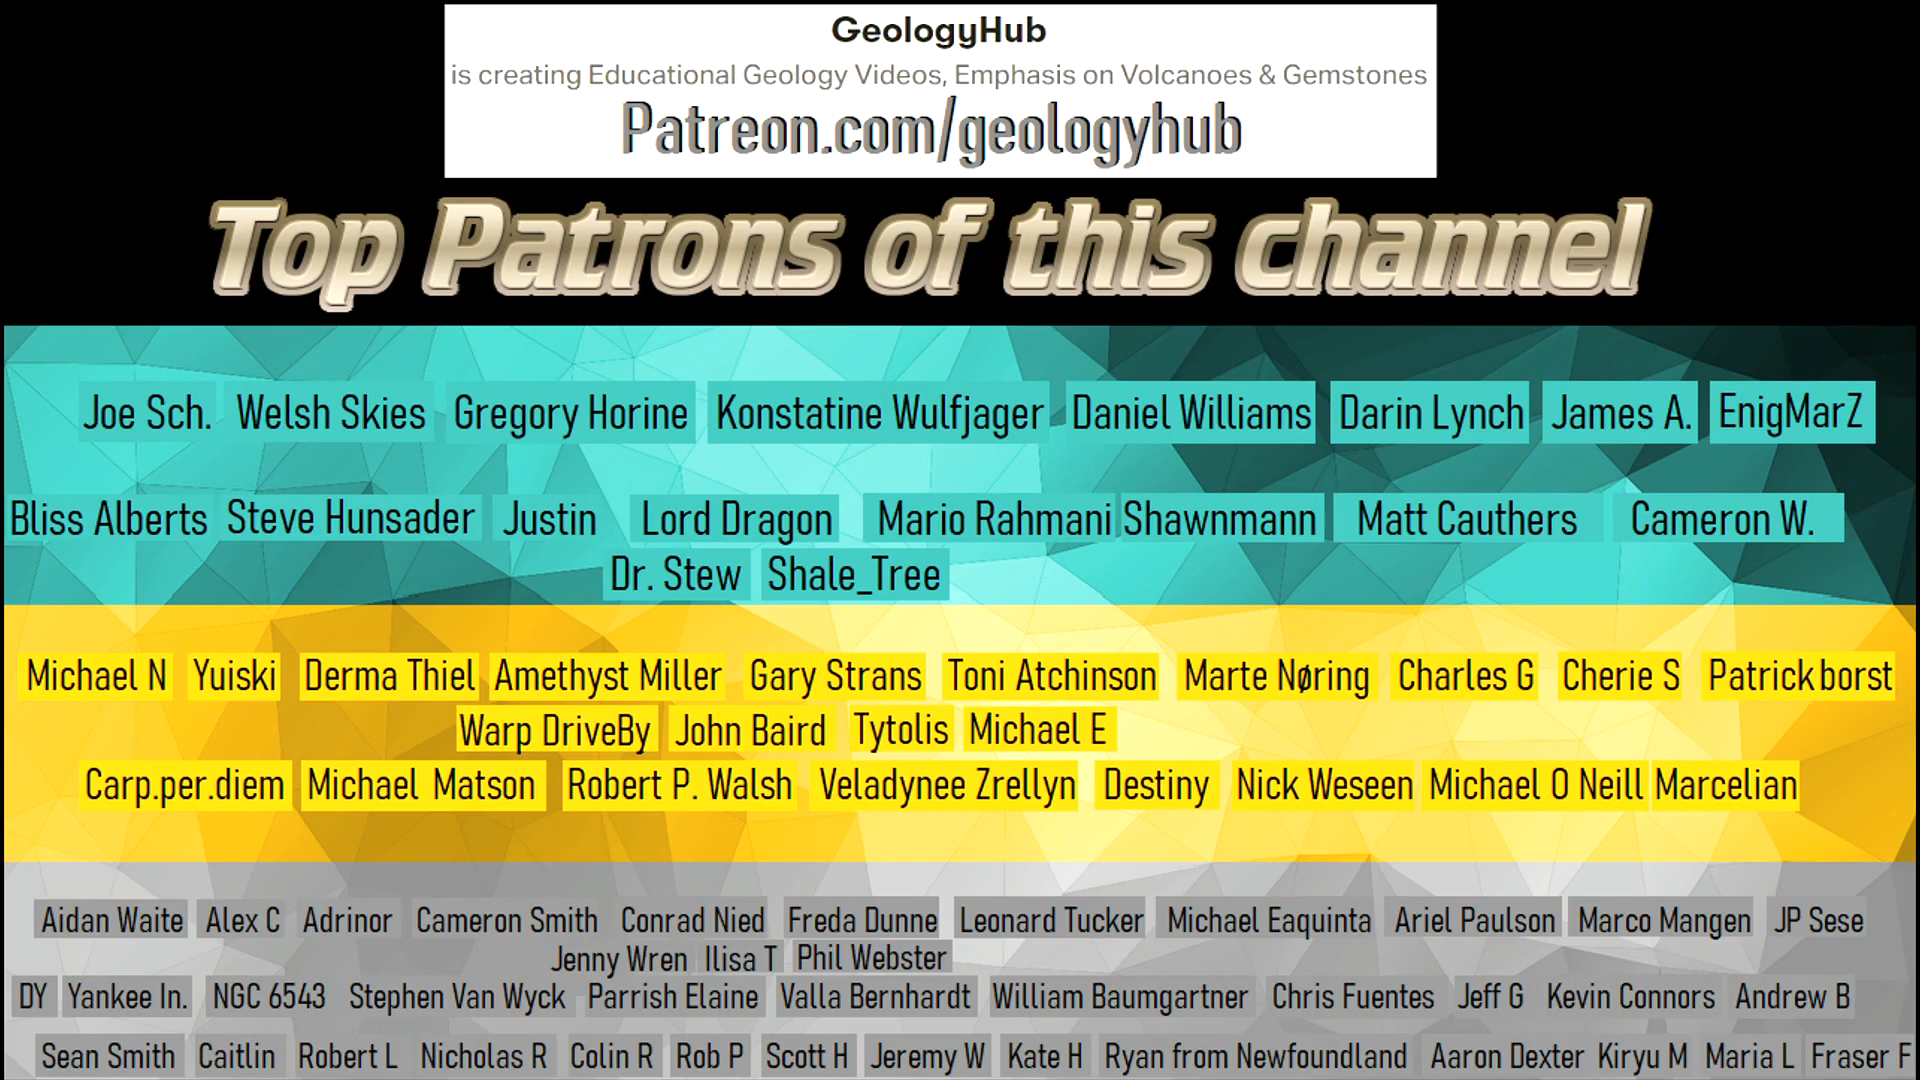 GeologyHub
is creating Educational Geology Videos, Emphasis on Volcanoes & Gemstones
Patreon.com/geologyhub
Top Patrons of this channel
Joe Sch. Welsh Skies Gregory Horine Konstatine Wulfjager Daniel Williams Darin Lynch James A. EnigMarZ
Bliss Alberts Steve Hunsader Justin Lord Dragon Mario Rahmani Shawnmann Matt Cauthers Cameron W.
Dr. Stew Shale_Tree
Michael N Yuiski Derma Thiel Amethyst Miller Gary Strans Toni Atchinson Marte Nøring Charles G Cherie S Patrick borst
Warp DriveBy John Baird Tytolis Michael E
Carp.per.diem Michael Matson Robert P. Walsh Veladynee Zrellyn Destiny Nick Weseen Michael O Neill Marcelian
Aidan Waite Alex C Adrinor Cameron Smith Conrad Nied Freda Dunne Leonard Tucker Michael Eaquinta Ariel Paulson Marco Mangen JP Sese
Jenny Wren Ilisa T Phil Webster
DY Yankee In. NGC 6543 Stephen Van Wyck Parrish Elaine Valla Bernhardt William Baumgartner Chris Fuentes Jeff G Kevin Connors Andrew B
Sean Smith Caitlin Robert L Nicholas R Colin R Rob P Scott H Jeremy W Kate H Ryan from Newfoundland Aaron Dexter Kiryu M Maria L Fraser F